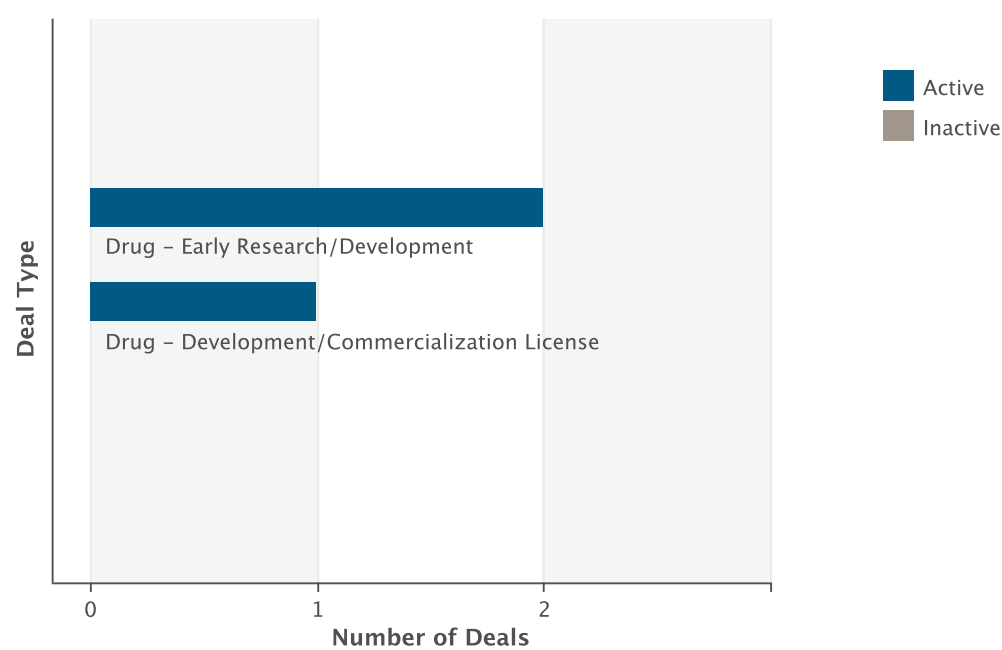 Active
Inactive
Drug – Early Research/Development
Drug – Development/Commercialization License
Deal Type
0 1 2
Number of Deals